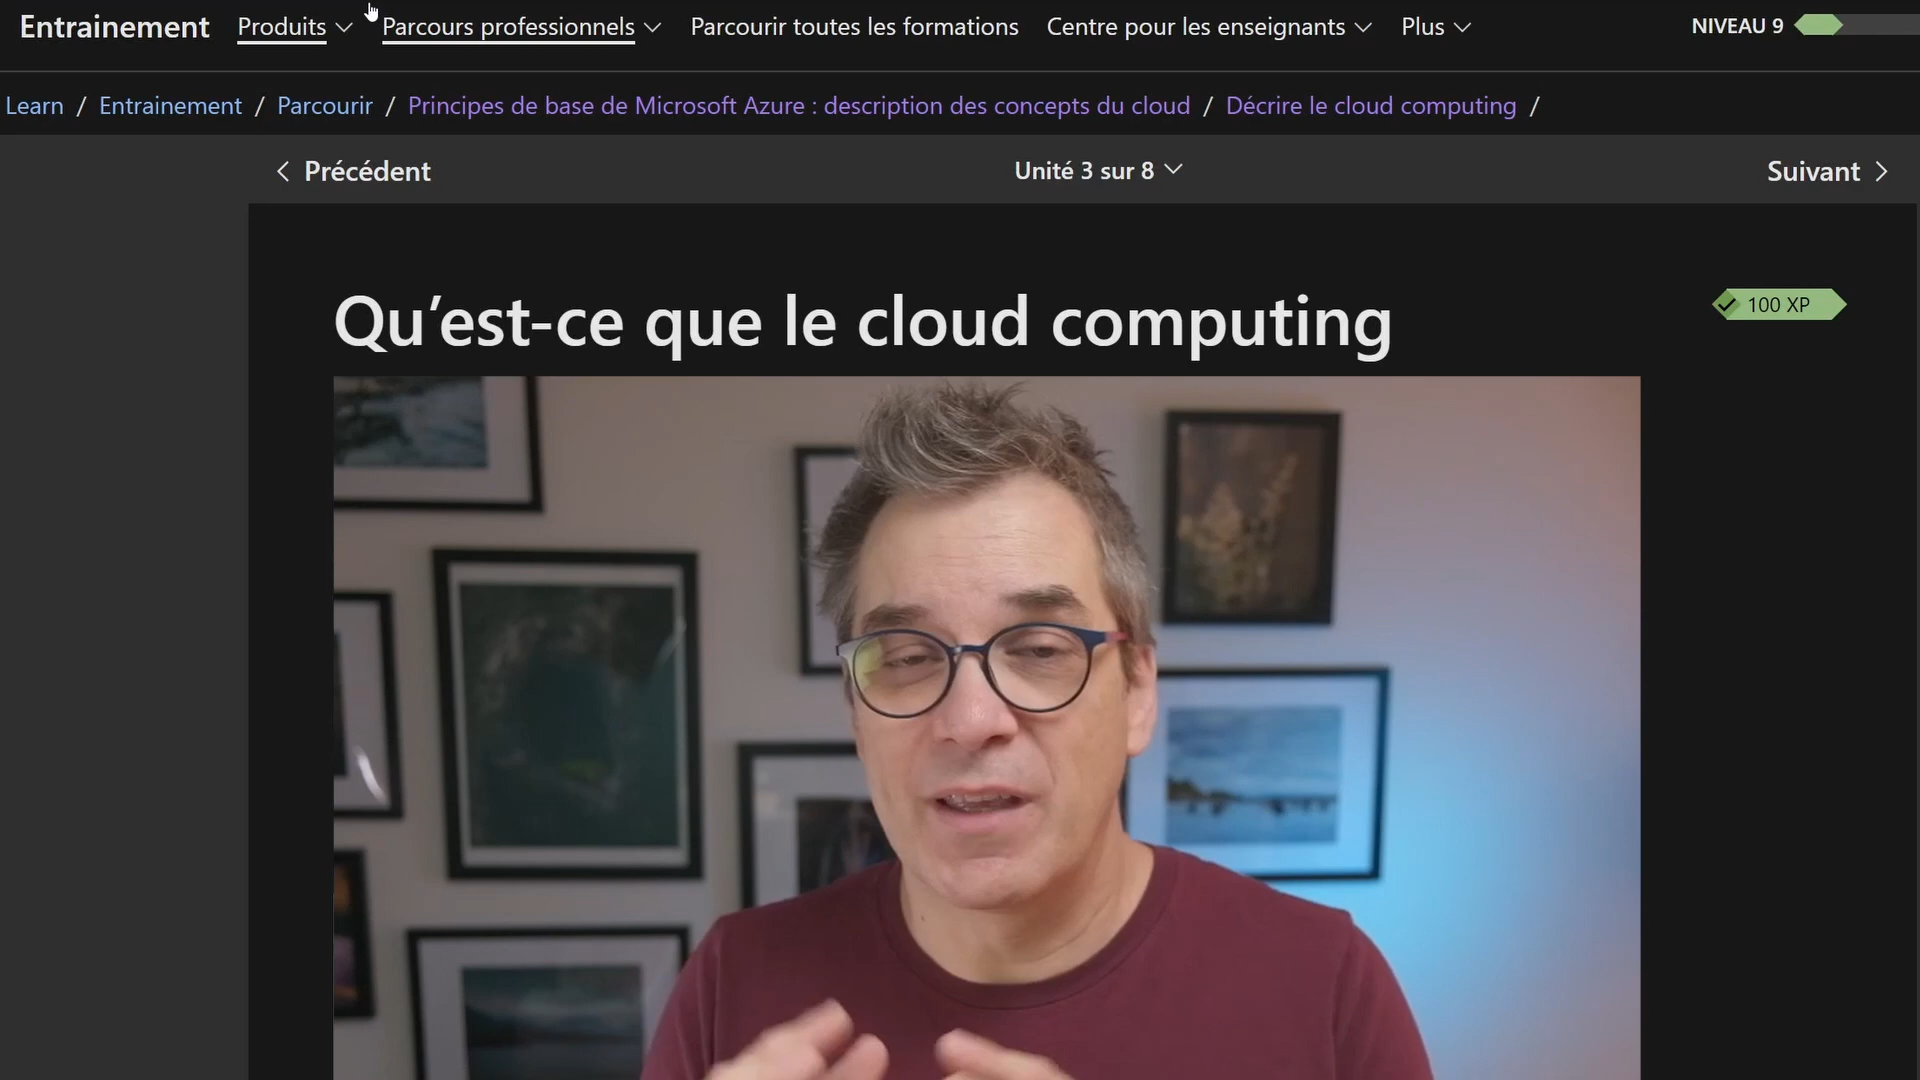 Entrainement Produits Parcours professionnels Parcourir toutes les formations Centre pour les enseignants Plus NIVEAU 9
Learn / Entrainement / Parcourir / Principes de base de Microsoft Azure : description des concepts du cloud / Décrire le cloud computing /
Précédent Unité 3 sur 8 Suivant
Qu’est-ce que le cloud computing
100 XP